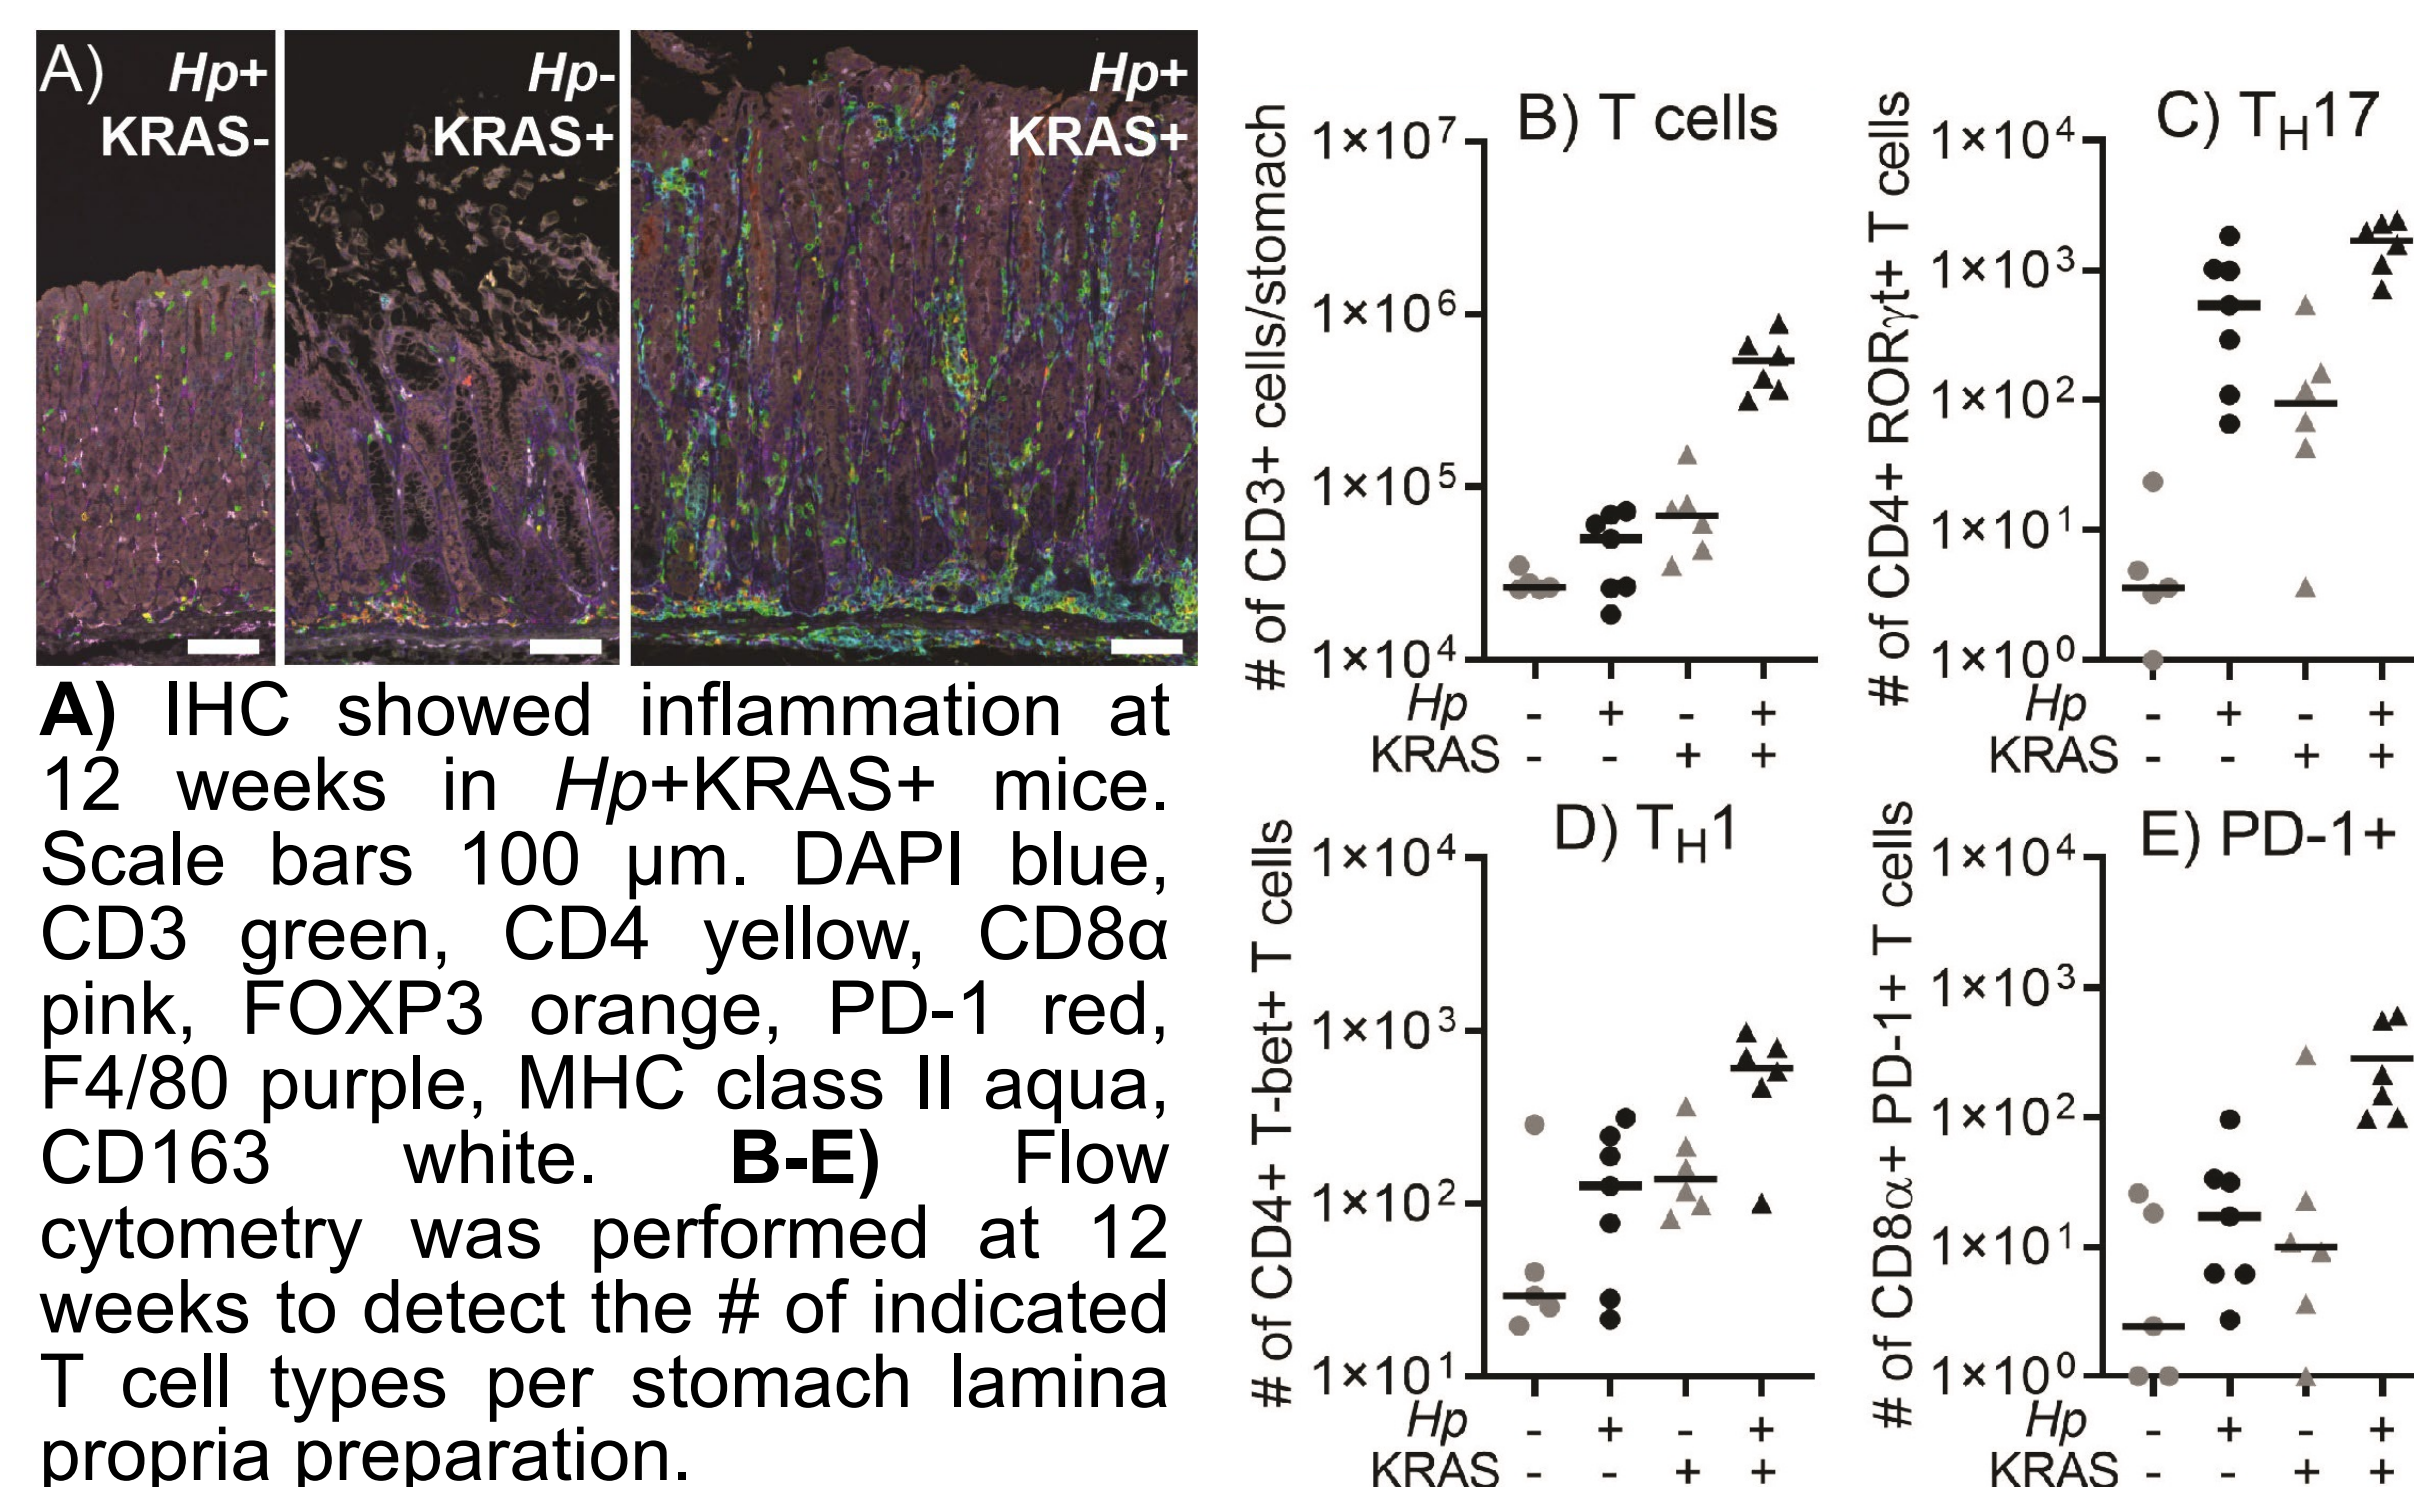 A)
Hp+
KRAS-
Hp-
KRAS+
Hp+
KRAS+
A) IHC showed inflammation at
12 weeks in Hp+KRAS+ mice.
Scale bars 100 μm. DAPI blue,
CD3 green, CD4 yellow, CD8α
pink, FOXP3 orange, PD-1 red,
F4/80 purple, MHC class II aqua,
CD163 white. B-E) Flow
cytometry was performed at 12
weeks to detect the # of indicated
T cell types per stomach lamina
propria preparation.
B) T cells
# of CD3+ cells/stomach
1×10⁷
1×10⁶
1×10⁵
1×10⁴
Hp - + - +
KRAS - - + +
C) TH17
# of CD4+ RORγt+ T cells
1×10⁴
1×10³
1×10²
1×10¹
1×10⁰
Hp - + - +
KRAS - - + +
D) TH1
# of CD4+ T-bet+ T cells
1×10⁴
1×10³
1×10²
1×10¹
Hp - + - +
KRAS - - + +
E) PD-1+
# of CD8α+ PD-1+ T cells
1×10⁴
1×10³
1×10²
1×10¹
1×10⁰
Hp - + - +
KRAS - - + +